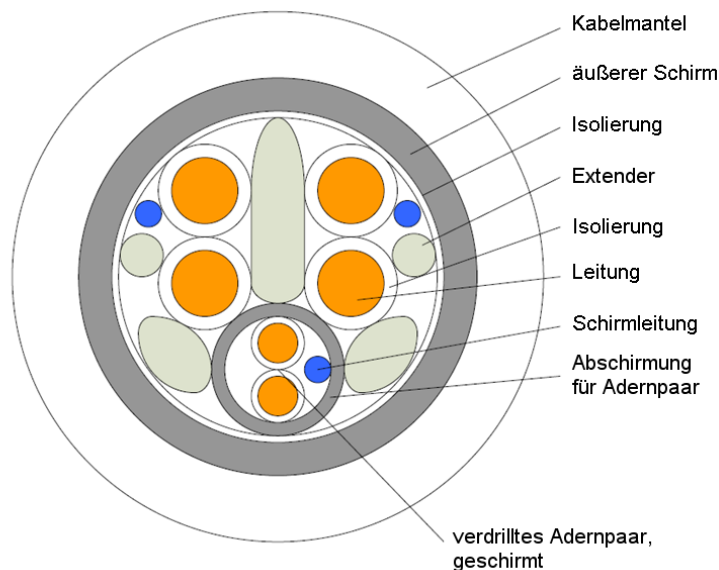 Kabelmantel
äußerer Schirm
Isolierung
Extender
Isolierung
Leitung
Schirmleitung
Abschirmung
für Adernpaar
verdrilltes Adernpaar,
geschirmt